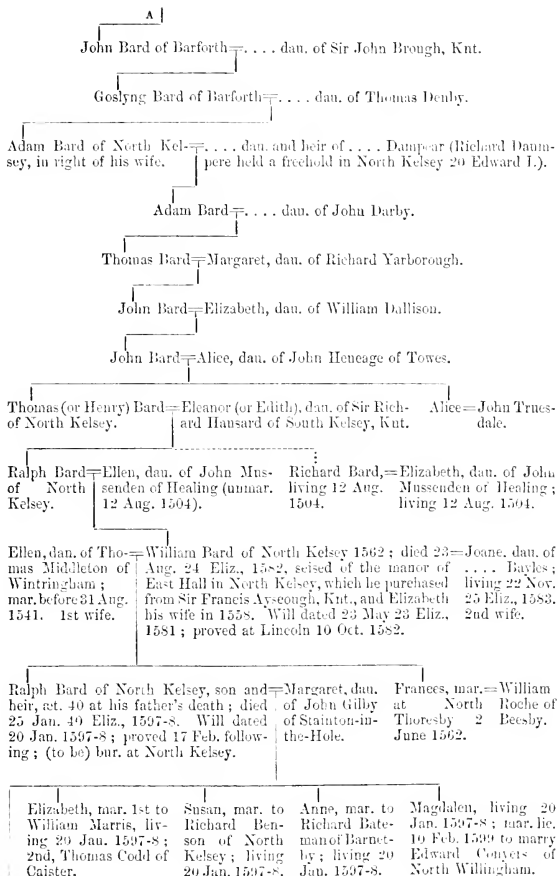 A
John Bard of Barforth=. . . . dau. of Sir John Brough, Knt.
Goslyng Bard of Barforth=. . . . dau. of Thomas Denby.
Adam Bard of North Kel-=. . . . dau. and heir of . . . . Dampear (Richard Daum-
sey, in right of his wife. pere held a freehold in North Kelsey 20 Edward I.).
Adam Bard=. . . . dau. of John Darby.
Thomas Bard=Margaret, dau. of Richard Yarborough.
John Bard=Elizabeth, dau. of William Dallison.
John Bard=Alice, dau. of John Heneage of Towes.
Thomas (or Henry) Bard=Eleanor (or Edith), dau. of Sir Rich- Alice=John Trues-
of North Kelsey. ard Hansard of South Kelsey, Knt. dale.
Ralph Bard=Ellen, dau. of John Mus- Richard Bard,=Elizabeth, dau. of John
of North senden of Healing (unmar. living 12 Aug. Mussenden of Healing ;
Kelsey. 12 Aug. 1504). 1504. living 12 Aug. 1504.
Ellen, dau. of Tho-=William Bard of North Kelsey 1562 ; died 23=Joane, dau. of
mas Middleton of Aug. 24 Eliz., 1582, seised of the manor of . . . . Bayles ;
Wintringham ; East Hall in North Kelsey, which he purchased living 22 Nov.
mar. before 31 Aug. from Sir Francis Ayscough, Knt., and Elizabeth 25 Eliz., 1583.
1541. 1st wife. his wife in 1558. Will dated 23 May 23 Eliz., 2nd wife.
1581 ; proved at Lincoln 10 Oct. 1582.
Ralph Bard of North Kelsey, son and=Margaret, dau. Frances, mar.=William
heir, æt. 40 at his father's death ; died of John Gilby at North Roche of
25 Jan. 40 Eliz., 1597-8. Will dated of Stainton-in- Thoresby 2 Beesby.
20 Jan. 1597-8 ; proved 17 Feb. follow- the-Hole. June 1562.
ing ; (to be) bur. at North Kelsey.
Elizabeth, mar. 1st to Susan, mar. to Anne, mar. to Magdalen, living 20
William Marris, liv- Richard Ben- Richard Bate- Jan. 1597-8 ; mar. lic.
ing 20 Jan. 1597-8 ; son of North man of Barnet- 10 Feb. 1599 to marry
2nd, Thomas Codd of Kelsey ; living by ; living 20 Edward Conyers of
Caister. 20 Jan. 1597-8. Jan. 1597-8. North Willingham.